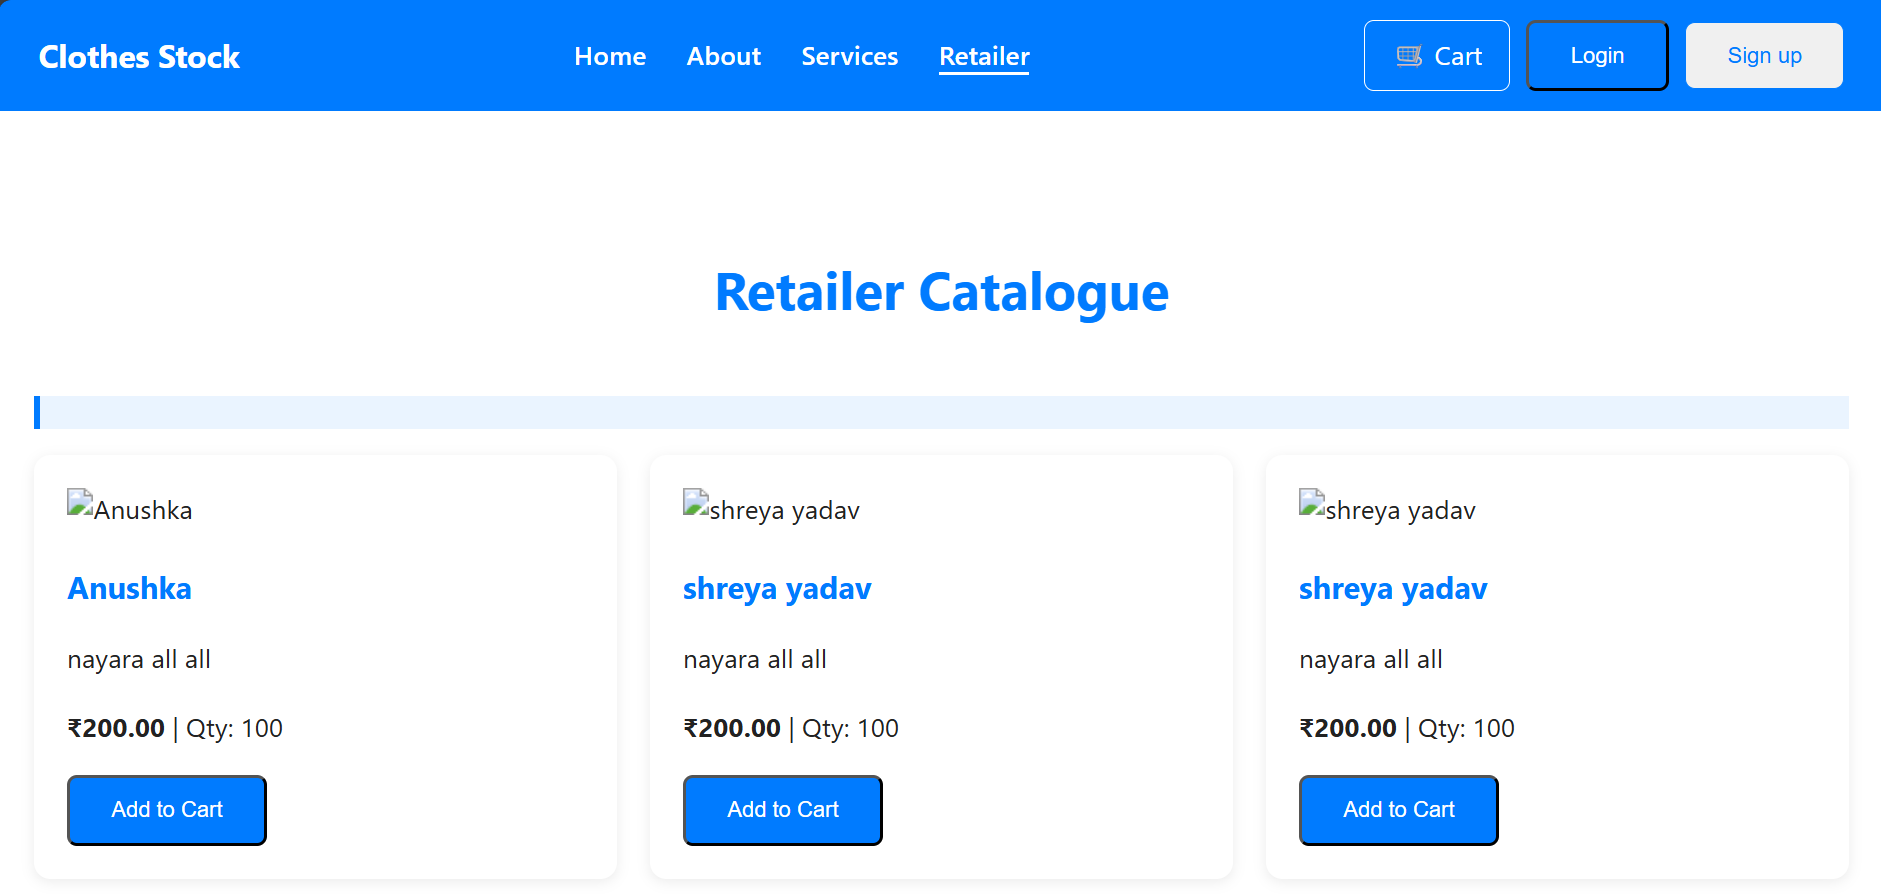 Clothes Stock
Home About Services Retailer
🛒 Cart
Login
Sign up
Retailer Catalogue
Anushka
Anushka
nayara all all
₹200.00 | Qty: 100
Add to Cart
shreya yadav
shreya yadav
nayara all all
₹200.00 | Qty: 100
Add to Cart
shreya yadav
shreya yadav
nayara all all
₹200.00 | Qty: 100
Add to Cart